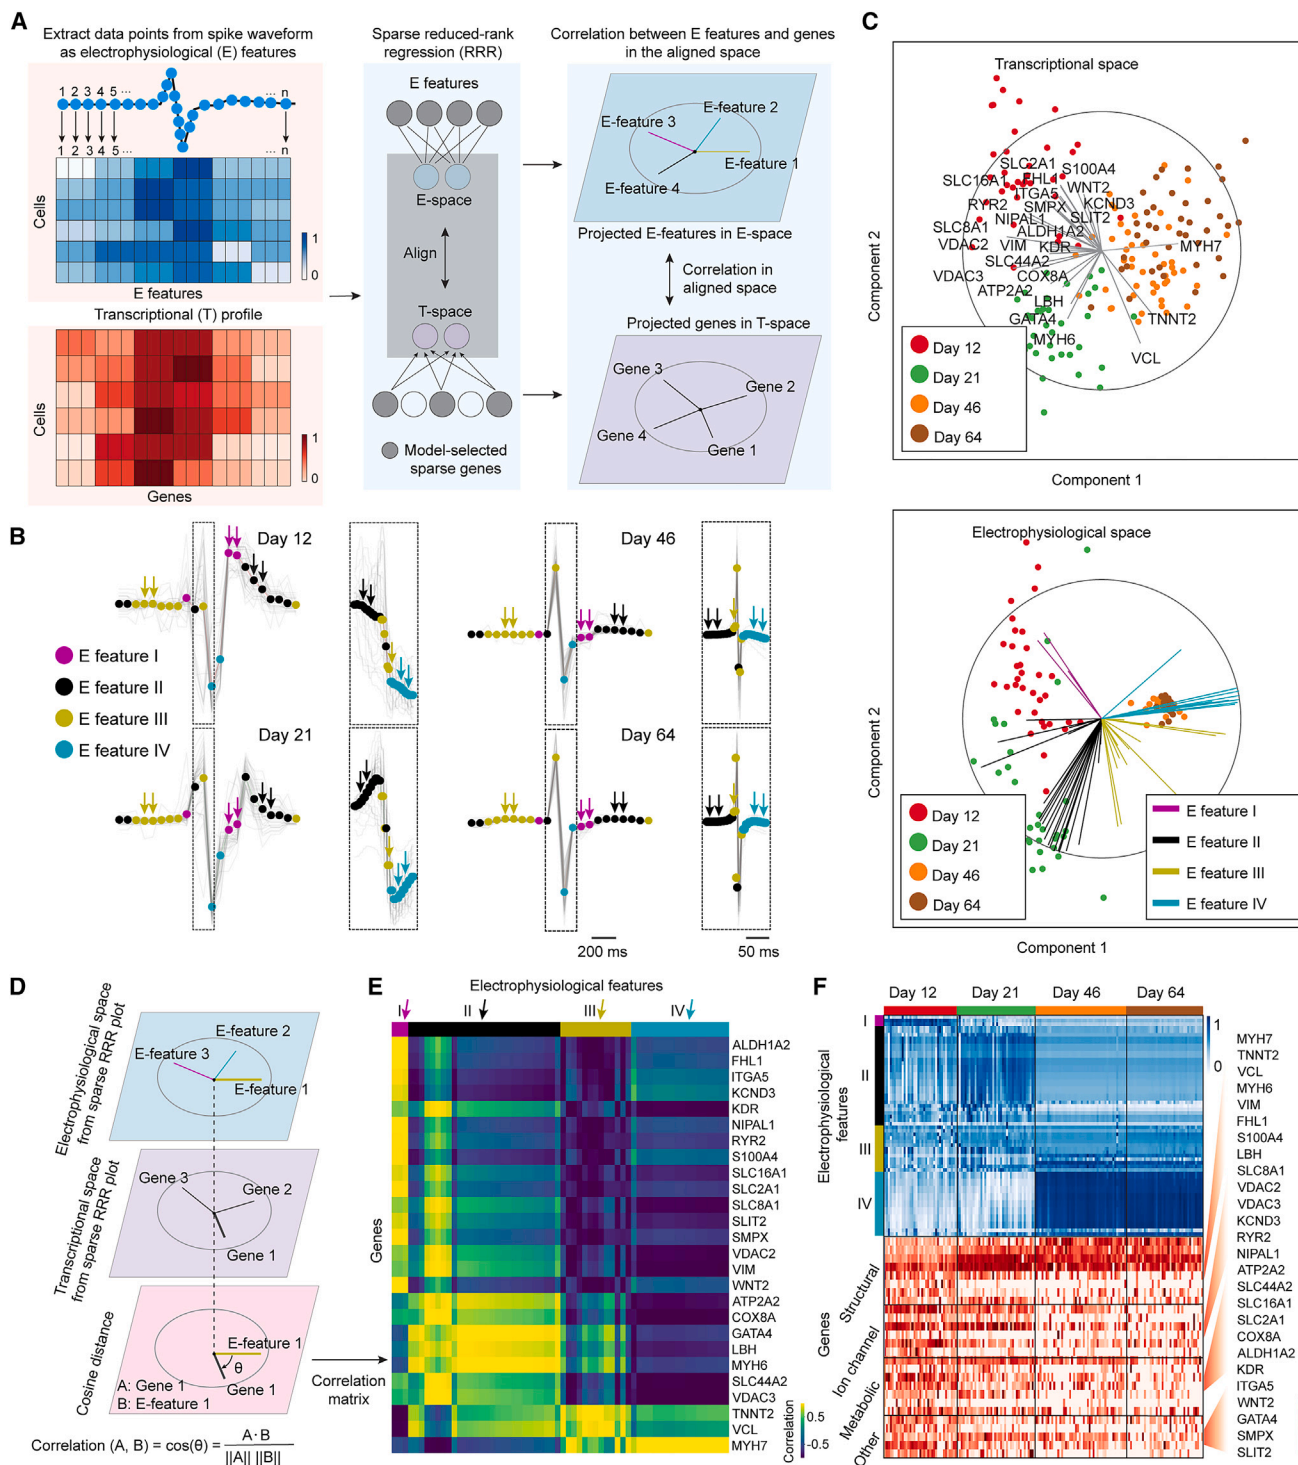 A
Extract data points from spike waveform
as electrophysiological (E) features
1 2 3 4 5 ... ... n
1 2 3 4 5 ... ... n
Cells
1
0
E features
Transcriptional (T) profile
Cells
1
0
Genes
Sparse reduced-rank
regression (RRR)
E features
E-space
Align
T-space
Model-selected
sparse genes
Correlation between E features and genes
in the aligned space
E-feature 2
E-feature 3
E-feature 1
E-feature 4
Projected E-features in E-space
Correlation in
aligned space
Projected genes in T-space
Gene 3
Gene 2
Gene 4
Gene 1
B
Day 12
Day 46
E feature I
E feature II
E feature III
E feature IV
Day 21
Day 64
200 ms
50 ms
C
Transcriptional space
SLC2A1
S100A4
SLC16A1
FHL1
WNT2
ITGA5
KCND3
RYR2
SMPX
SLIT2
NIPAL1
SLC8A1
ALDH1A2
VDAC2
VIM
KDR
MYH7
SLC44A2
VDAC3
COX8A
ATP2A2
LBH
GATA4
TNNT2
MYH6
VCL
Day 12
Day 21
Day 46
Day 64
Component 2
Component 1
Electrophysiological space
Component 2
Day 12
Day 21
Day 46
Day 64
E feature I
E feature II
E feature III
E feature IV
Component 1
D
Electrophysiological space
from sparse RRR plot
E-feature 2
E-feature 3
E-feature 1
Transcriptional space
from sparse RRR plot
Gene 3
Gene 2
Gene 1
Cosine distance
E-feature 1
θ
Gene 1
A: Gene 1
B: E-feature 1
Correlation
matrix
Correlation (A, B) = cos(θ) = A·B
||A|| ||B||
E
Electrophysiological features
I II III IV
Genes
ALDH1A2
FHL1
ITGA5
KCND3
KDR
NIPAL1
RYR2
S100A4
SLC16A1
SLC2A1
SLC8A1
SLIT2
SMPX
VDAC2
VIM
WNT2
ATP2A2
COX8A
GATA4
LBH
MYH6
SLC44A2
VDAC3
TNNT2
VCL
MYH7
Correlation
0.5
-0.5
F
Day 12 Day 21 Day 46 Day 64
Electrophysiological
features
I
II
III
IV
1
0
Genes
Structural
Ion channel
Metabolic
Other
MYH7
TNNT2
VCL
MYH6
VIM
FHL1
S100A4
LBH
SLC8A1
VDAC2
VDAC3
KCND3
RYR2
NIPAL1
ATP2A2
SLC44A2
SLC16A1
SLC2A1
COX8A
ALDH1A2
KDR
ITGA5
WNT2
GATA4
SMPX
SLIT2